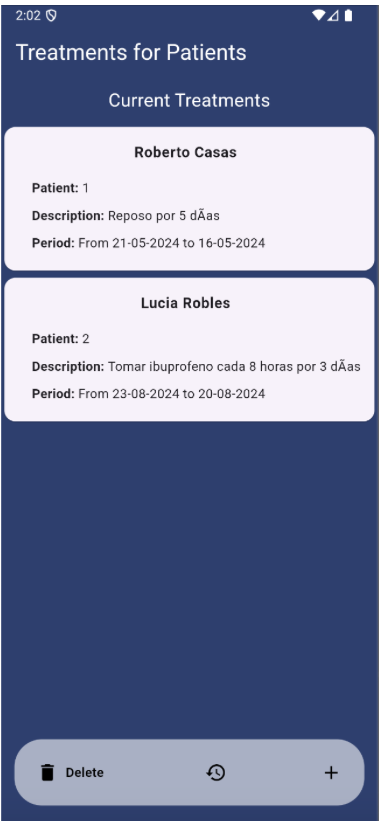 2:02
Treatments for Patients
Current Treatments
Roberto Casas
Patient: 1
Description: Reposo por 5 dÃas
Period: From 21-05-2024 to 16-05-2024
Lucia Robles
Patient: 2
Description: Tomar ibuprofeno cada 8 horas por 3 dÃas
Period: From 23-08-2024 to 20-08-2024
Delete